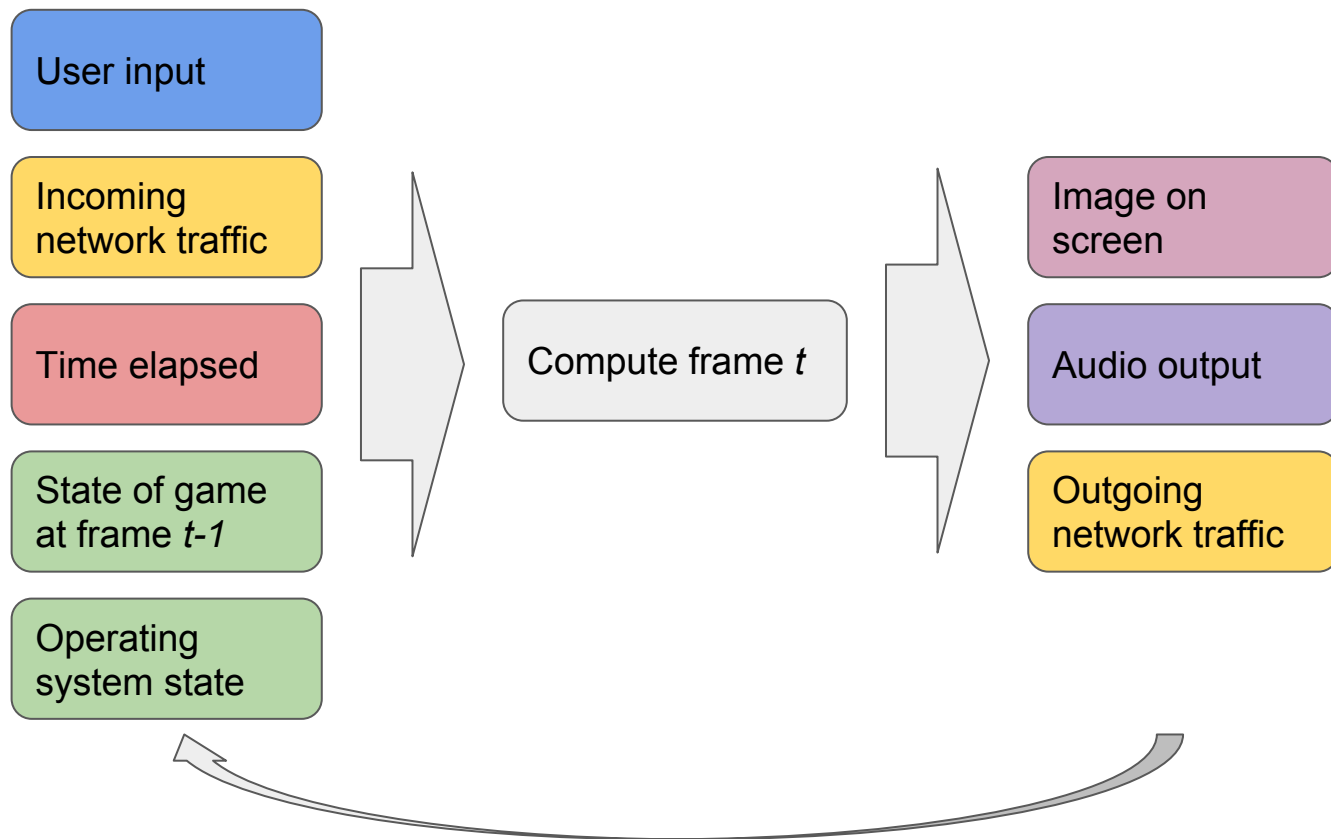 User input
Incoming
network traffic
Time elapsed
State of game
at frame t-1
Operating
system state
Compute frame t
Image on
screen
Audio output
Outgoing
network traffic